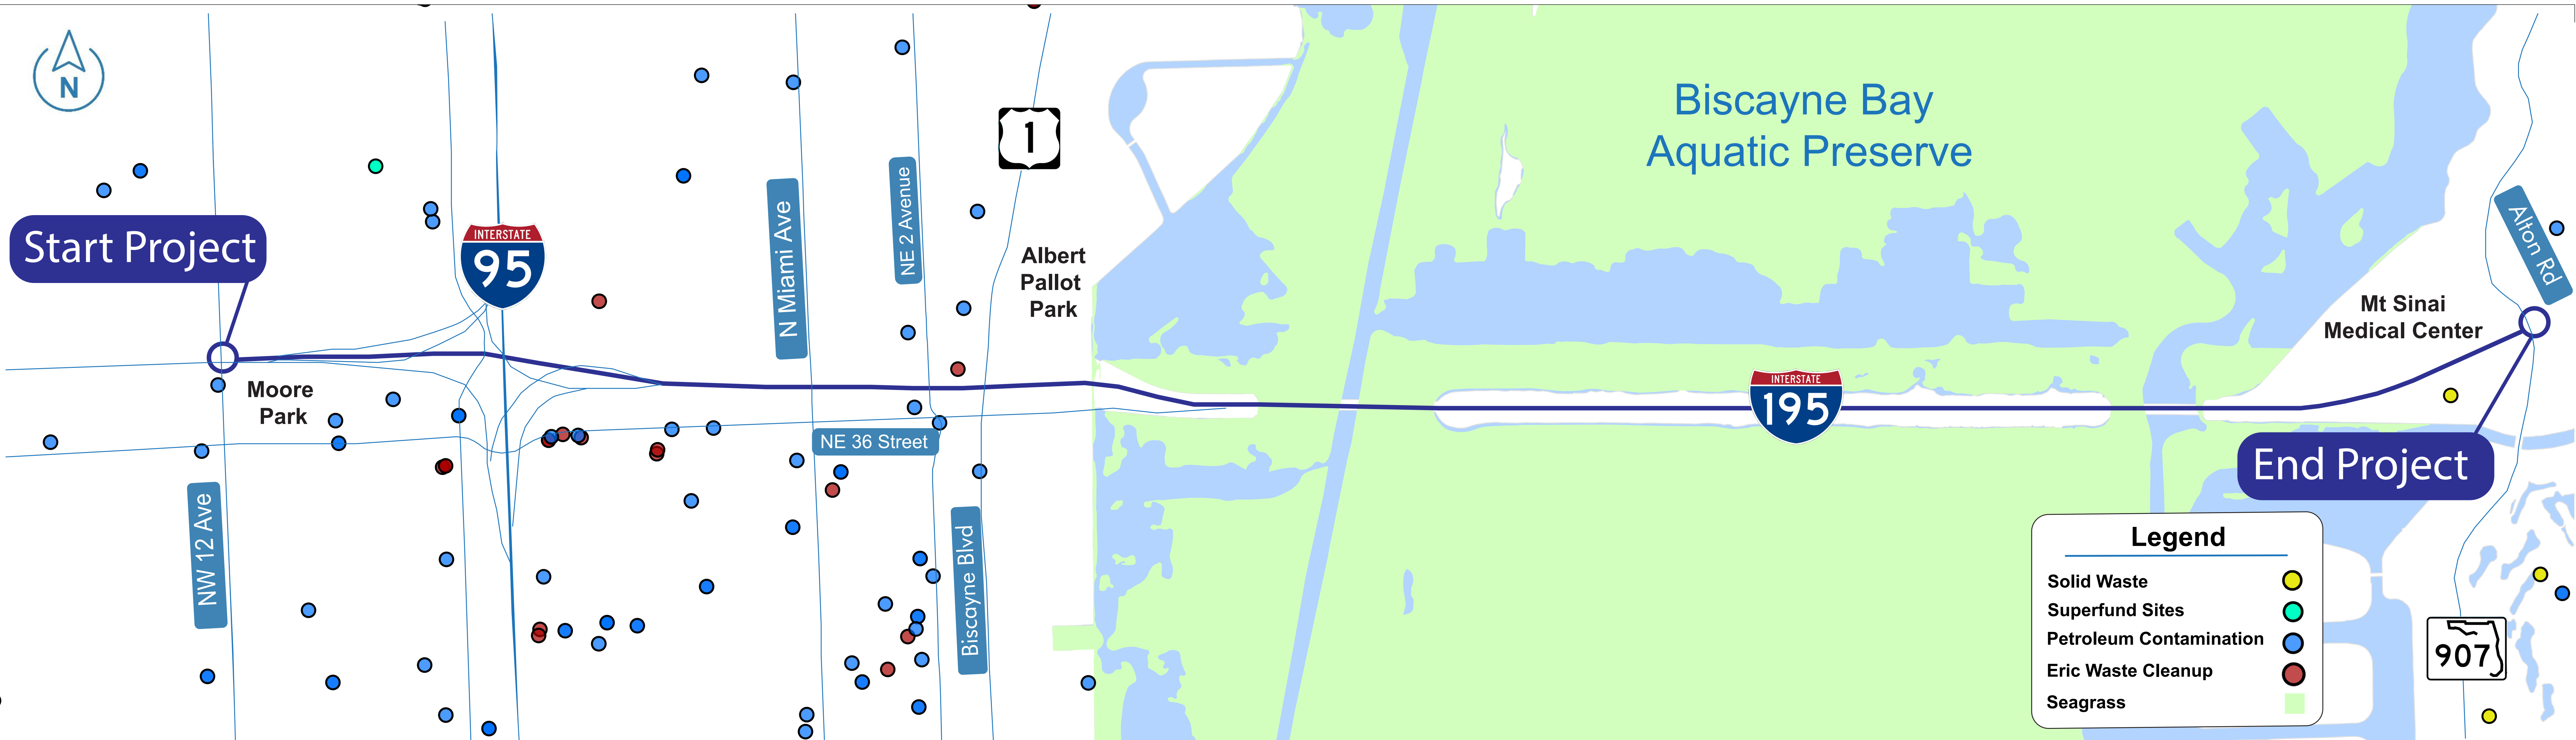 N
Start Project
INTERSTATE
95
Moore
Park
NW 12 Ave
N Miami Ave
NE 2 Avenue
1
Albert
Pallot
Park
NE 36 Street
Biscayne Blvd
Biscayne Bay
Aquatic Preserve
INTERSTATE
195
Mt Sinai
Medical Center
Alton Rd
End Project
Legend
Solid Waste
Superfund Sites
Petroleum Contamination
Eric Waste Cleanup
Seagrass
907